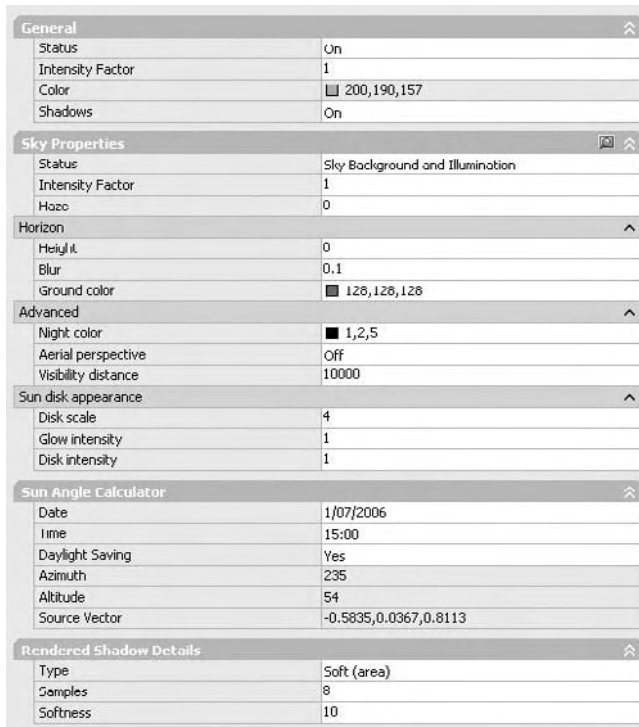 General
Status On
Intensity Factor 1
Color 200,190,157
Shadows On
Sky Properties
Status Sky Background and Illumination
Intensity Factor 1
Haze 0
Horizon
Height 0
Blur 0.1
Ground color 128,128,128
Advanced
Night color 1,2,5
Aerial perspective Off
Visibility distance 10000
Sun disk appearance
Disk scale 4
Glow intensity 1
Disk intensity 1
Sun Angle Calculator
Date 1/07/2006
Time 15:00
Daylight Saving Yes
Azimuth 235
Altitude 54
Source Vector -0.5835,0.0367,0.8113
Rendered Shadow Details
Type Soft (area)
Samples 8
Softness 10